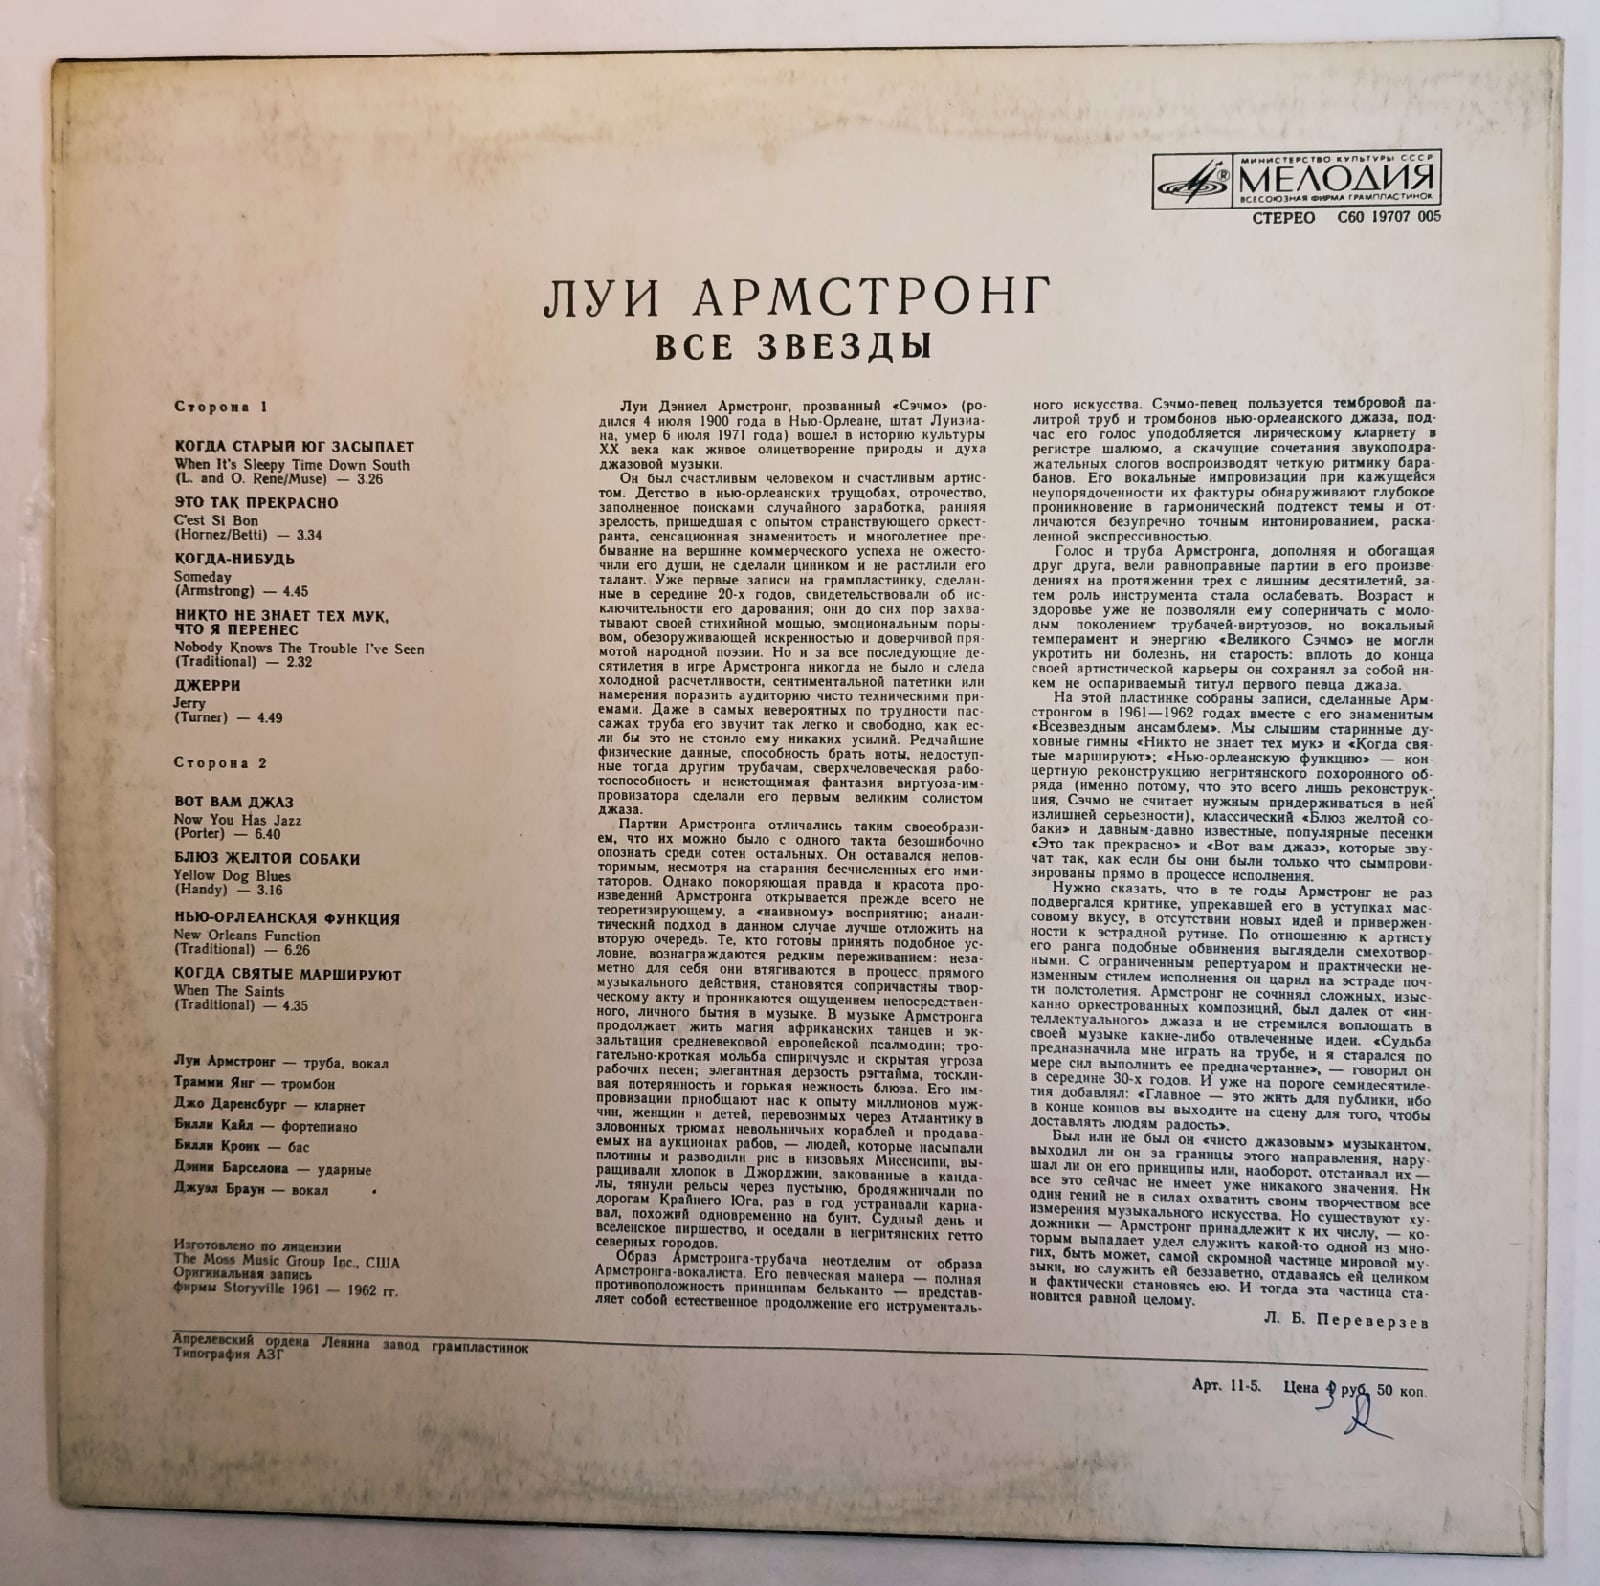 МИНИСТЕРСТВО КУЛЬТУРЫ СССР
МЕЛОДИЯ
ВСЕСОЮЗНАЯ ФИРМА ГРАМПЛАСТИНОК
СТЕРЕО С60 19707 005
ЛУИ АРМСТРОНГ
ВСЕ ЗВЕЗДЫ
Сторона 1
КОГДА СТАРЫЙ ЮГ ЗАСЫПАЕТ
When It's Sleepy Time Down South
(L. and O. Rene/Muse) — 3.26
ЭТО ТАК ПРЕКРАСНО
C'est Si Bon
(Hornez/Betti) — 3.34
КОГДА-НИБУДЬ
Someday
(Armstrong) — 4.45
НИКТО НЕ ЗНАЕТ ТЕХ МУК,
ЧТО Я ПЕРЕНЕС
Nobody Knows The Trouble I've Seen
(Traditional) — 2.32
ДЖЕРРИ
Jerry
(Turner) — 4.49
Сторона 2
ВОТ ВАМ ДЖАЗ
Now You Has Jazz
(Porter) — 6.40
БЛЮЗ ЖЕЛТОЙ СОБАКИ
Yellow Dog Blues
(Handy) — 3.16
НЬЮ-ОРЛЕАНСКАЯ ФУНКЦИЯ
New Orleans Function
(Traditional) — 6.26
КОГДА СВЯТЫЕ МАРШИРУЮТ
When The Saints
(Traditional) — 4.35
Луи Армстронг — труба, вокал
Трамми Янг — тромбон
Джо Даренсбург — кларнет
Билли Кайл — фортепиано
Билли Кронк — бас
Дэнни Барселона — ударные
Джуэл Браун — вокал
Изготовлено по лицензии
The Moss Music Group Inc., США
Оригинальная запись
фирмы Storyville 1961 — 1962 гг.
Луи Дэниел Армстронг, прозванный «Сэчмо» (ро-
дился 4 июля 1900 года в Нью-Орлеане, штат Луизиа-
на, умер 6 июля 1971 года) вошел в историю культуры
XX века как живое олицетворение природы и духа
джазовой музыки.
Он был счастливым человеком и счастливым артис-
том. Детство в нью-орлеанских трущобах, отрочество,
заполненное поисками случайного заработка, ранняя
зрелость, пришедшая с опытом странствующего оркест-
ранта, сенсационная знаменитость и многолетнее пре-
бывание на вершине коммерческого успеха не ожесто-
чили его души, не сделали циником и не растлили его
талант. Уже первые записи на грампластинку, сделан-
ные в середине 20-х годов, свидетельствовали об ис-
ключительности его дарования; они до сих пор захва-
тывают своей стихийной мощью, эмоциональным поры-
вом, обезоруживающей искренностью и доверчивой пря-
мотой народной поэзии. Но и за все последующие де-
сятилетия в игре Армстронга никогда не было и следа
холодной расчетливости, сентиментальной патетики или
намерения поразить аудиторию чисто техническими при-
емами. Даже в самых невероятных по трудности пас-
сажах труба его звучит так легко и свободно, как ес-
ли бы это не стоило ему никаких усилий. Редчайшие
физические данные, способность брать ноты, недоступ-
ные тогда другим трубачам, сверхчеловеческая рабо-
тоспособность и неистощимая фантазия виртуоза-им-
провизатора сделали его первым великим солистом
джаза.
Партии Армстронга отличались таким своеобрази-
ем, что их можно было с одного такта безошибочно
опознать среди сотен остальных. Он оставался непов-
торимым, несмотря на старания бесчисленных его ими-
таторов. Однако покоряющая правда и красота про-
изведений Армстронга открывается прежде всего не
теоретизирующему, а «наивному» восприятию; анали-
тический подход в данном случае лучше отложить на
вторую очередь. Те, кто готовы принять подобное ус-
ловие, вознаграждаются редким переживанием: неза-
метно для себя они втягиваются в процесс прямого
музыкального действия, становятся сопричастны твор-
ческому акту и проникаются ощущением непосредствен-
ного, личного бытия в музыке. В музыке Армстронга
продолжает жить магия африканских танцев и эк-
зальтация средневековой европейской псалмодии; тро-
гательно-кроткая мольба спиричуэлс и скрытая угроза
рабочих песен; элегантная дерзость рэгтайма, тоскли-
вая потерянность и горькая нежность блюза. Его им-
провизации приобщают нас к опыту миллионов муж-
чин, женщин и детей, перевозимых через Атлантику в
зловонных трюмах невольничьих кораблей и продава-
емых на аукционах рабов, — людей, которые насыпали
плотины и разводили рис в низовьях Миссисипи, вы-
ращивали хлопок в Джорджии, закованные в канда-
лы, тянули рельсы через пустыню, бродяжничали по
дорогам Крайнего Юга, раз в год устраивали карна-
вал, похожий одновременно на бунт, Судный день и
вселенское пиршество, и оседали в негритянских гетто
северных городов.
Образ Армстронга-трубача неотделим от образа
Армстронга-вокалиста. Его певческая манера — полная
противоположность принципам бельканто — представ-
ляет собой естественное продолжение его иструменталь-
ного искусства. Сэчмо-певец пользуется тембровой па-
литрой труб и тромбонов нью-орлеанского джаза, под-
час его голос уподобляется лирическому кларнету в
регистре шалюмо, а скачущие сочетания звукоподра-
жательных слогов воспроизводят четкую ритмику бара-
банов. Его вокальные импровизации при кажущейся
неупорядоченности их фактуры обнаруживают глубокое
проникновение в гармонический подтекст темы и от-
личаются безупречно точным интонированием, раска-
ленной экспрессивностью.
Голос и труба Армстронга, дополняя и обогащая
друг друга, вели равноправные партии в его произве-
дениях на протяжении трех с лишним десятилетий, за-
тем роль инструмента стала ослабевать. Возраст и
здоровье уже не позволяли ему соперничать с моло-
дым поколением трубачей-виртуозов, но вокальный
темперамент и энергию «Великого Сэчмо» не могли
укротить ни болезнь, ни старость: вплоть до конца
своей артистической карьеры он сохранял за собой ни-
кем не оспариваемый титул первого певца джаза.
На этой пластинке собраны записи, сделанные Арм-
стронгом в 1961—1962 годах вместе с его знаменитым
«Всезвездным ансамблем». Мы слышим старинные ду-
ховные гимны «Никто не знает тех мук» и «Когда свя-
тые маршируют»; «Нью-орлеанскую функцию» — кон
цертную реконструкцию негритянского похоронного об-
ряда (именно потому, что это всего лишь реконструк-
ция, Сэчмо не считает нужным придерживаться в ней
излишней серьезности), классический «Блюз желтой со-
баки» и давным-давно известные, популярные песенки
«Это так прекрасно» и «Вот вам джаз», которые зву-
чат так, как если бы они были только что сымпрови-
зированы прямо в процессе исполнения.
Нужно сказать, что в те годы Армстронг не раз
подвергался критике, упрекавшей его в уступках мас-
совому вкусу, в отсутствии новых идей и привержен-
ности к эстрадной рутине. По отношению к артисту
его ранга подобные обвинения выглядели смехотвор-
ными. С ограниченным репертуаром и практически не-
изменным стилем исполнения он царил на эстраде поч-
ти полстолетия. Армстронг не сочинял сложных, изыс-
канно оркестрованных композиций, был далек от «ин-
теллектуального» джаза и не стремился воплощать в
своей музыке какие-либо отвлеченные идеи. «Судьба
предназначила мне играть на трубе, и я старался по
мере сил выполнить ее предначертание», — говорил он
в середине 30-х годов. И уже на пороге семидесятиле-
тия добавлял: «Главное — это жить для публики, ибо
в конце концов вы выходите на сцену для того, чтобы
доставлять людям радость».
Был или не был он «чисто джазовым» музыкантом,
выходил ли он за границы этого направления, нару-
шал ли он его принципы или, наоборот, отстаивал их —
все это сейчас не имеет уже никакого значения. Ни
один гений не в силах охватить своим творчеством все
измерения музыкального искусства. Но существуют ху-
дожники — Армстронг принадлежит к их числу, — ко-
торым выпадает удел служить какой-то одной из мно-
гих, быть может, самой скромной частице мировой му-
зыки, но служить ей беззаветно, отдаваясь ей целиком
и фактически становясь ею. И тогда эта частица ста-
новится равной целому.
Л. Б. Переверзев
Апрелевский ордена Ленина завод грампластинок
Типография АЗГ
Арт. 11-5. Цена 3 руб. 50 коп.